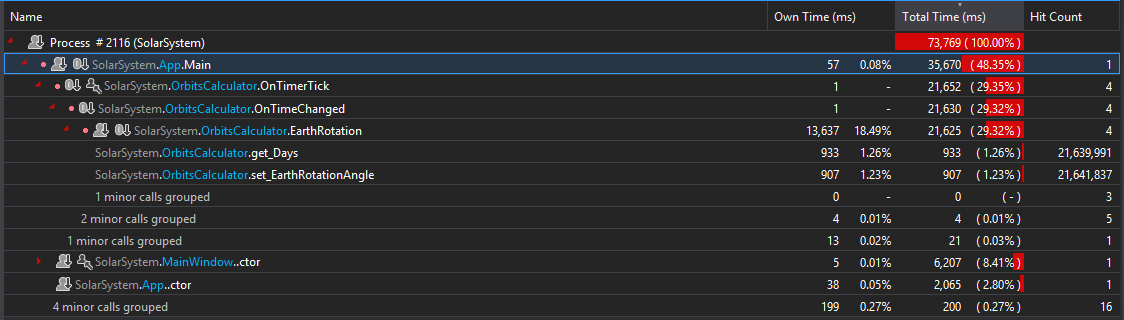 Name Own Time (ms) Total Time (ms) Hit Count
Process # 2116 (SolarSystem) 73,769 ( 100.00% )
SolarSystem.App.Main 57 0.08% 35,670 ( 48.35% ) 1
SolarSystem.OrbitsCalculator.OnTimerTick 1 - 21,652 ( 29.35% ) 4
SolarSystem.OrbitsCalculator.OnTimeChanged 1 - 21,630 ( 29.32% ) 4
SolarSystem.OrbitsCalculator.EarthRotation 13,637 18.49% 21,625 ( 29.32% ) 4
SolarSystem.OrbitsCalculator.get_Days 933 1.26% 933 ( 1.26% ) 21,639,991
SolarSystem.OrbitsCalculator.set_EarthRotationAngle 907 1.23% 907 ( 1.23% ) 21,641,837
1 minor calls grouped 0 - 0 ( - ) 3
2 minor calls grouped 4 0.01% 4 ( 0.01% ) 5
1 minor calls grouped 13 0.02% 21 ( 0.03% ) 1
SolarSystem.MainWindow..ctor 5 0.01% 6,207 ( 8.41% ) 1
SolarSystem.App..ctor 38 0.05% 2,065 ( 2.80% ) 1
4 minor calls grouped 199 0.27% 200 ( 0.27% ) 16